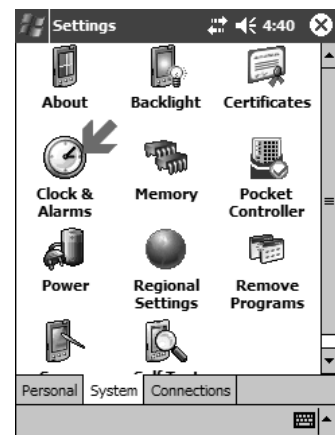 Settings 4:40
About Backlight Certificates
Clock & Memory Pocket
Alarms Controller
Power Regional Remove
Settings Programs
Personal System Connections